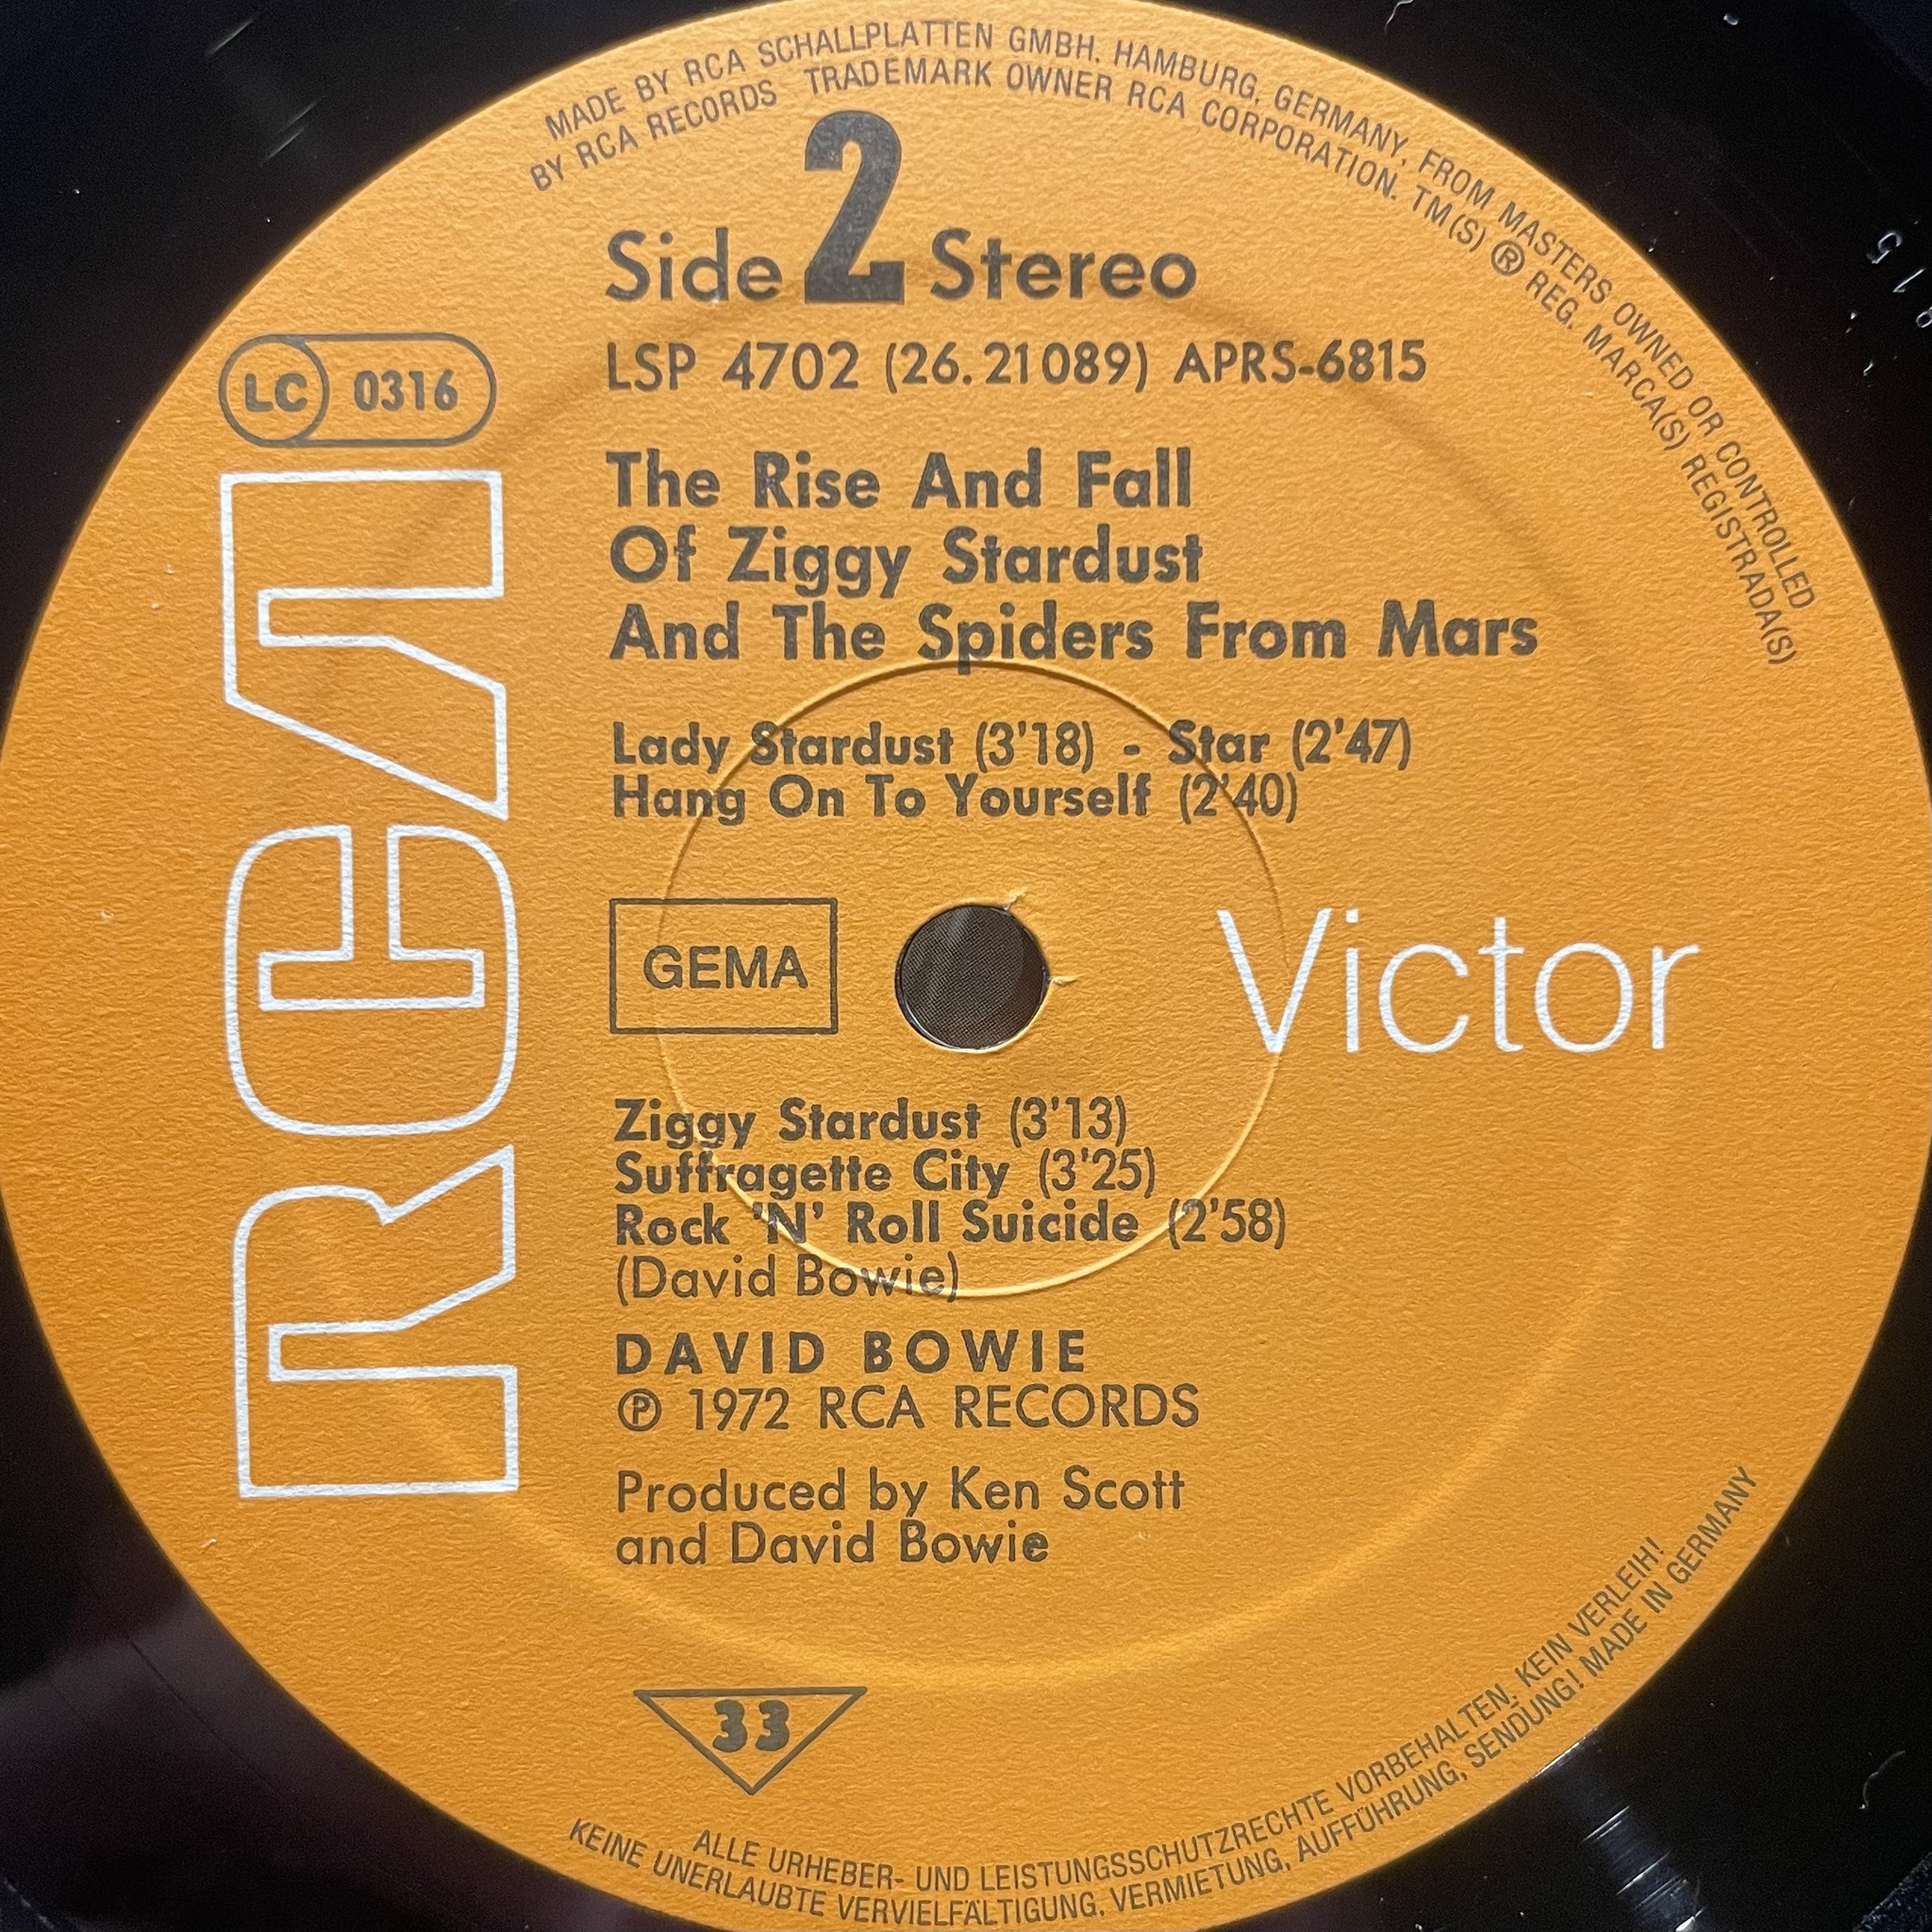 MADE BY RCA SCHALLPLATTEN GMBH. HAMBURG, GERMANY, FROM MASTERS OWNED OR CONTROLLED
BY RCA RECORDS TRADEMARK OWNER RCA CORPORATION. TM(S) ® REG. MARCA(S) REGISTRADA(S)
Side 2 Stereo
LSP 4702 (26.21089) APRS-6815
LC 0316
The Rise And Fall
Of Ziggy Stardust
And The Spiders From Mars
Lady Stardust (3'18) - Star (2'47)
Hang On To Yourself (2'40)
RCA
GEMA
Victor
Ziggy Stardust (3'13)
Suffragette City (3'25)
Rock 'N' Roll Suicide (2'58)
(David Bowie)
DAVID BOWIE
℗ 1972 RCA RECORDS
Produced by Ken Scott
and David Bowie
33
ALLE URHEBER- UND LEISTUNGSSCHUTZRECHTE VORBEHALTEN. KEIN VERLEIH!
KEINE UNERLAUBTE VERVIELFÄLTIGUNG, VERMIETUNG, AUFFÜHRUNG, SENDUNG! MADE IN GERMANY